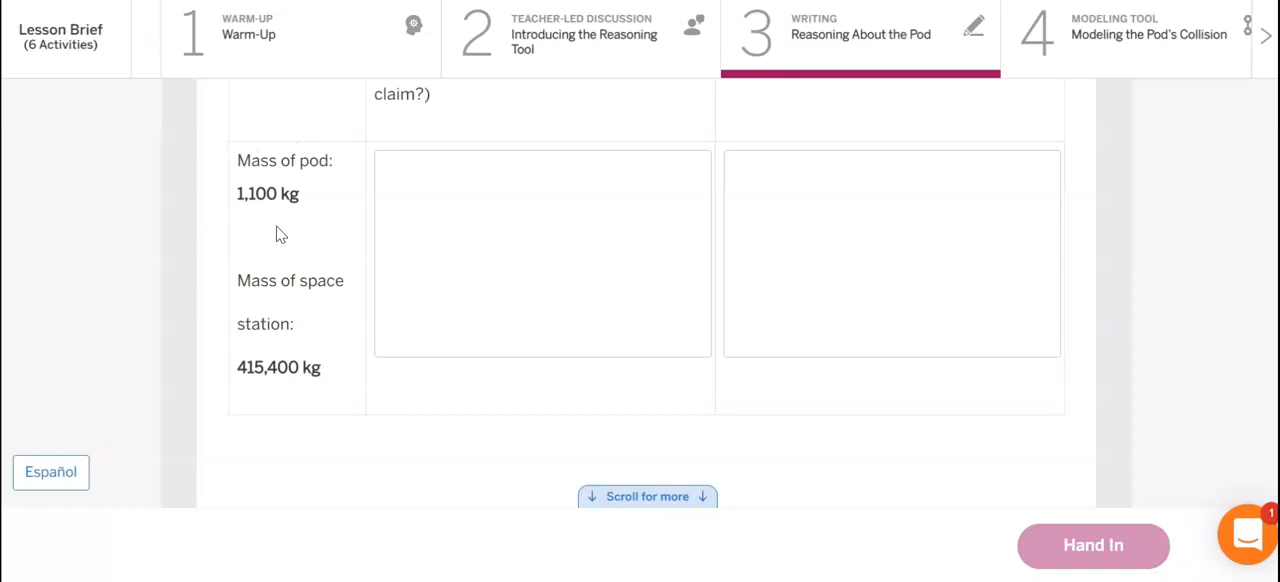 Lesson Brief
(6 Activities)
1
WARM-UP
Warm-Up
2
TEACHER-LED DISCUSSION
Introducing the Reasoning
Tool
3
WRITING
Reasoning About the Pod
4
MODELING TOOL
Modeling the Pod's Collision
claim?)
Mass of pod:
1,100 kg
Mass of space
station:
415,400 kg
Español
↓ Scroll for more ↓
Hand In
1